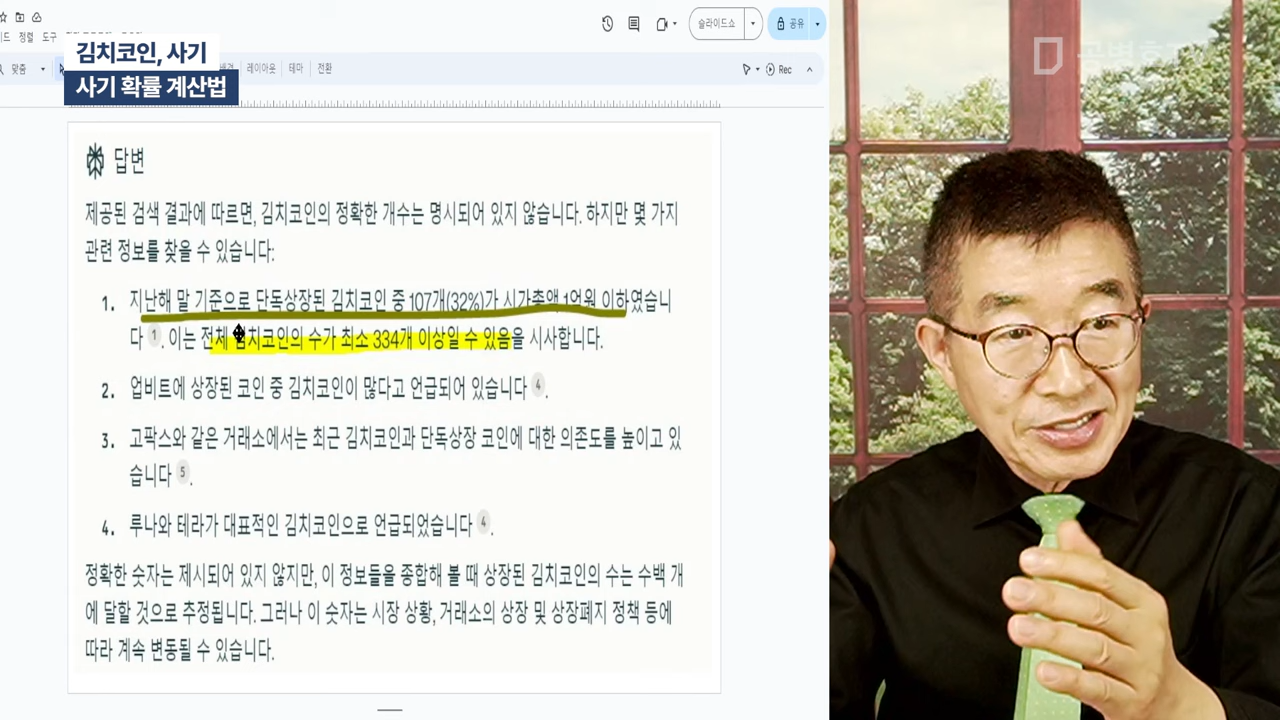 이드 정렬 도구
슬라이드쇼
공유
김치코인, 사기
사기 확률 계산법
맞춤
배경 레이아웃 테마 전환
Rec
답변
제공된 검색 결과에 따르면, 김치코인의 정확한 개수는 명시되어 있지 않습니다. 하지만 몇 가지
관련 정보를 찾을 수 있습니다:
1. 지난해 말 기준으로 단독상장된 김치코인 중 107개(32%)가 시가총액 1억원 이하였습니
다 1. 이는 전체 김치코인의 수가 최소 334개 이상일 수 있음을 시사합니다.
2. 업비트에 상장된 코인 중 김치코인이 많다고 언급되어 있습니다 4.
3. 고팍스와 같은 거래소에서는 최근 김치코인과 단독상장 코인에 대한 의존도를 높이고 있
습니다 5.
4. 루나와 테라가 대표적인 김치코인으로 언급되었습니다 4.
정확한 숫자는 제시되어 있지 않지만, 이 정보들을 종합해 볼 때 상장된 김치코인의 수는 수백 개
에 달할 것으로 추정됩니다. 그러나 이 숫자는 시장 상황, 거래소의 상장 및 상장폐지 정책 등에
따라 계속 변동될 수 있습니다.